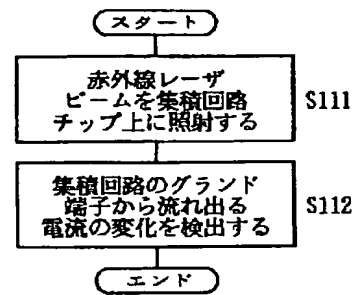 スタート
赤外線レーザ
ビームを集積回路
チップ上に照射する
S111
集積回路のグランド
端子から流れ出る
電流の変化を検出する
S112
エンド